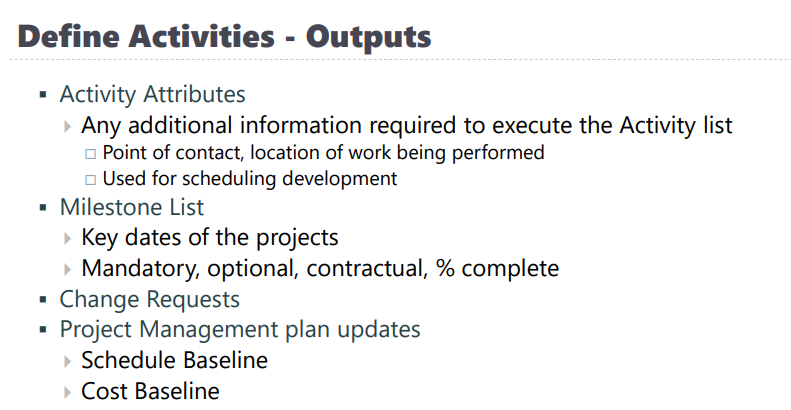 Define Activities - Outputs
▪ Activity Attributes
Any additional information required to execute the Activity list
□ Point of contact, location of work being performed
□ Used for scheduling development
▪ Milestone List
Key dates of the projects
Mandatory, optional, contractual, % complete
▪ Change Requests
▪ Project Management plan updates
Schedule Baseline
Cost Baseline